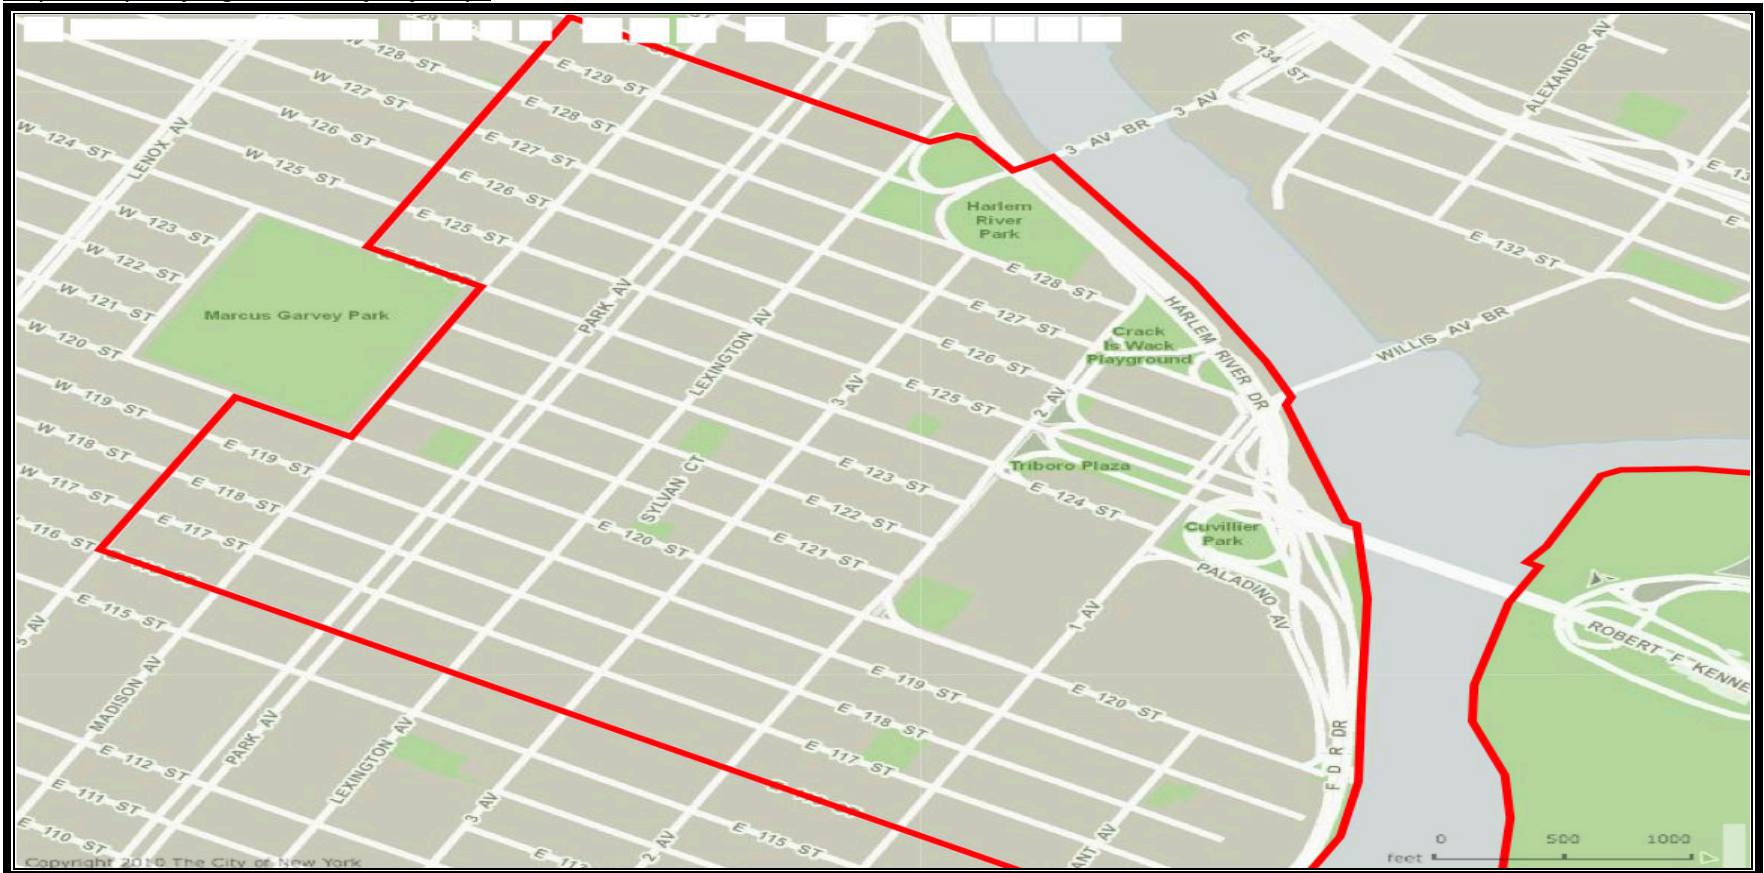 W 128 ST
E 129 ST
E 134 ST
ALEXANDER AV
W 127 ST
E 128 ST
3 AV BR
3 AV
W 126 ST
E 127 ST
W 124 ST
LENOX AV
W 125 ST
E 126 ST
E 125 ST
Harlem
River
Park
W 123 ST
E 132 ST
W 122 ST
E 128 ST
W 121 ST
Marcus Garvey Park
PARK AV
LEXINGTON AV
E 127 ST
HARLEM RIVER DR
Crack
Is Wack
Playground
WILLIS AV BR
W 120 ST
E 126 ST
W 119 ST
3 AV
E 125 ST
2 AV
W 118 ST
E 119 ST
SYLVAN CT
E 123 ST
Triboro Plaza
W 117 ST
E 118 ST
E 122 ST
E 124 ST
116 ST
E 117 ST
E 120 ST
E 121 ST
Cuvillier
Park
PALADINO AV
E 115 ST
5 AV
1 AV
ROBERT F KENNE
MADISON AV
E 119 ST
E 120 ST
PARK AV
LEXINGTON AV
E 118 ST
E 117 ST
F D R DR
E 112 ST
E 111 ST
3 AV
E 110 ST
2 AV
E 115 ST
ANT AV
0 500 1000
feet
Copyright 2010 The City of New York